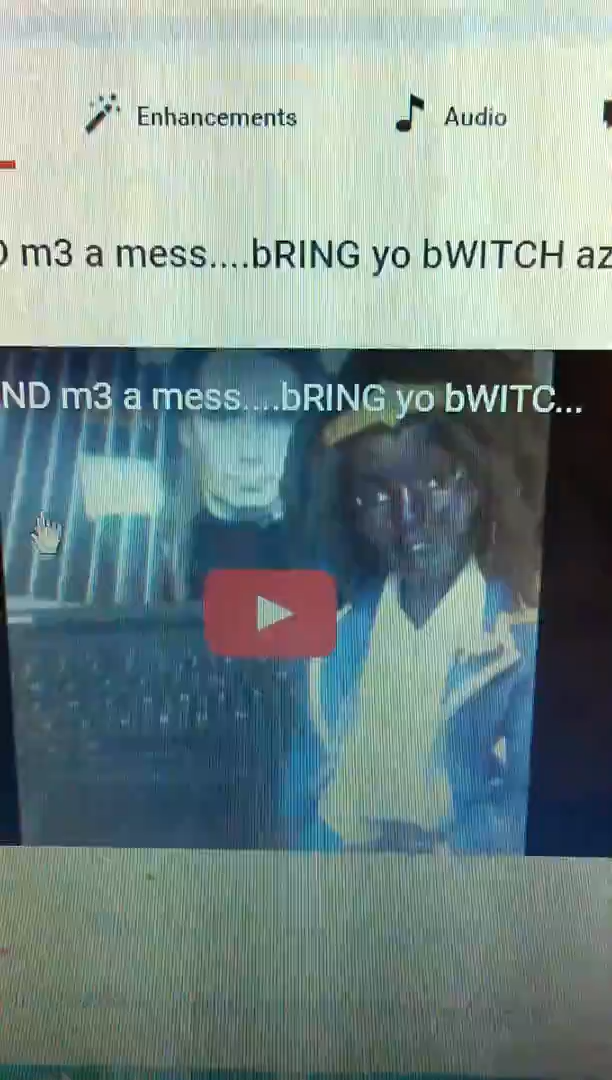 Enhancements Audio
m3 a mess....bRING yo bWITCH az
ND m3 a mess....bRING yo bWITC...